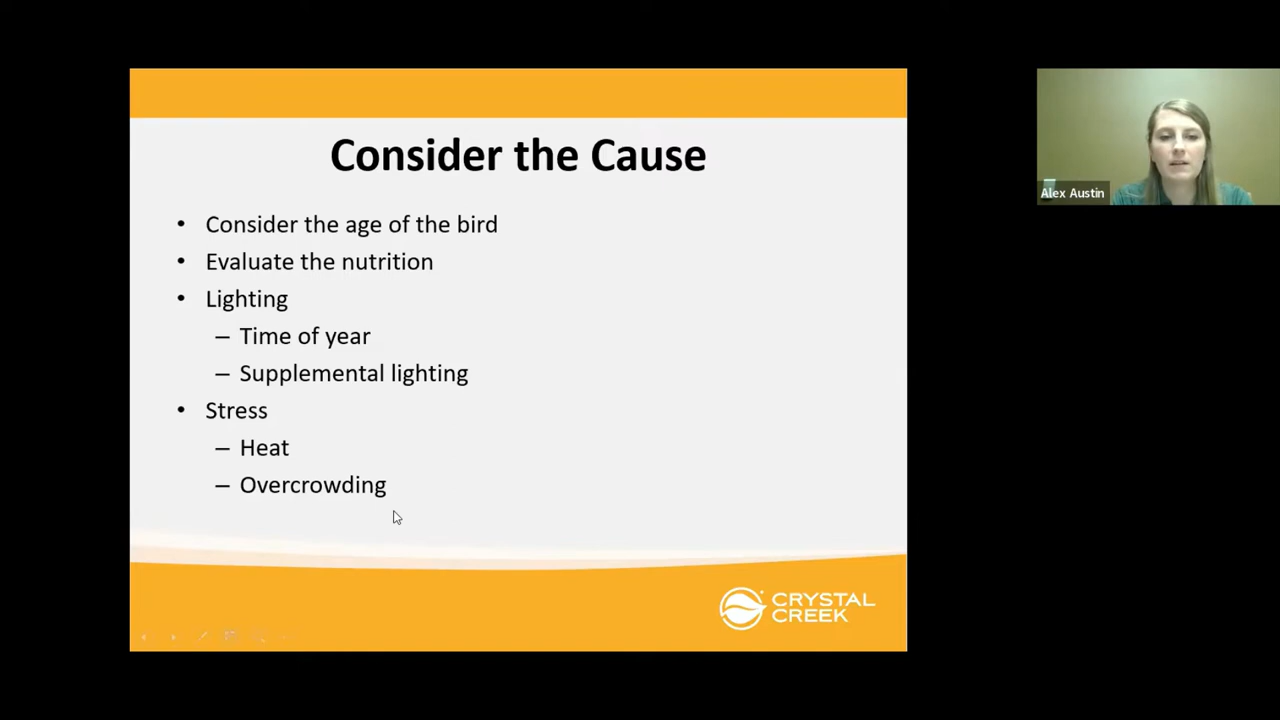 Consider the Cause
• Consider the age of the bird
• Evaluate the nutrition
• Lighting
– Time of year
– Supplemental lighting
• Stress
– Heat
– Overcrowding
CRYSTAL
CREEK
Alex Austin